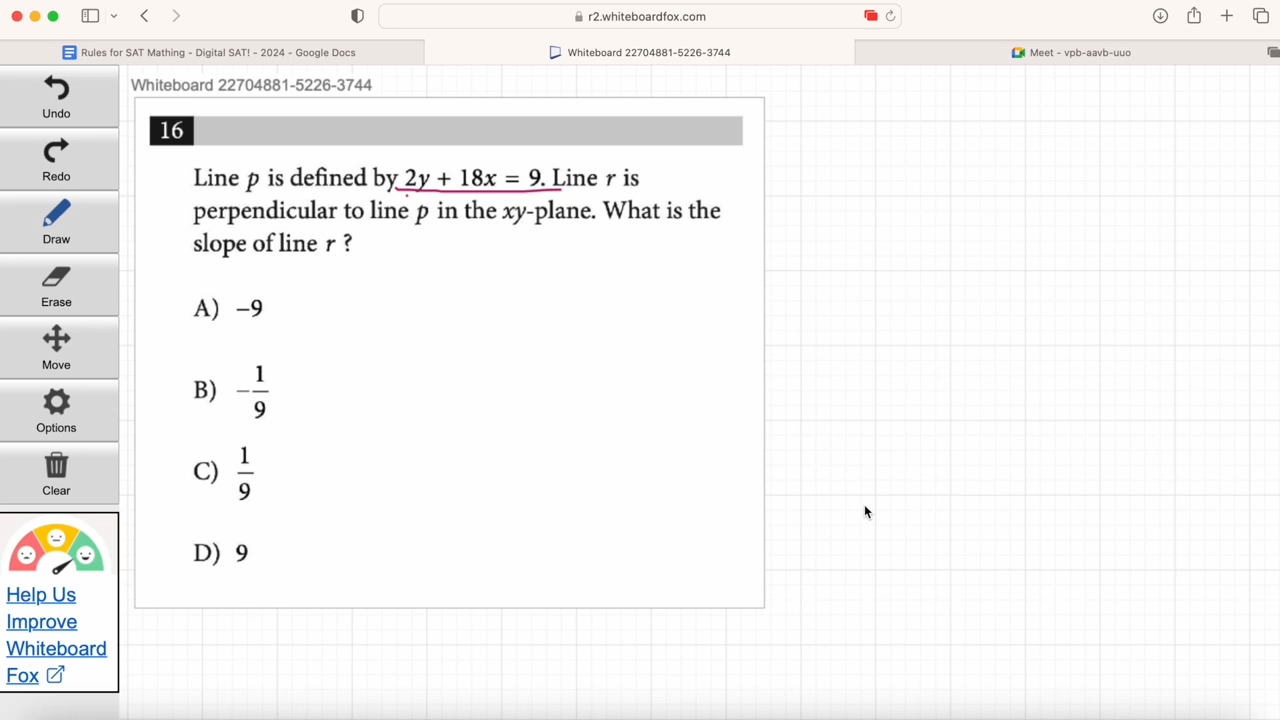 r2.whiteboardfox.com
Rules for SAT Mathing - Digital SAT! - 2024 - Google Docs
Whiteboard 22704881-5226-3744
Meet - vpb-aavb-uuo
Undo
Redo
Draw
Erase
Move
Options
Clear
Help Us
Improve
Whiteboard
Fox
Whiteboard 22704881-5226-3744
16
Line p is defined by 2y + 18x = 9. Line r is
perpendicular to line p in the xy-plane. What is the
slope of line r ?
A) −9
B) −1/9
C) 1/9
D) 9